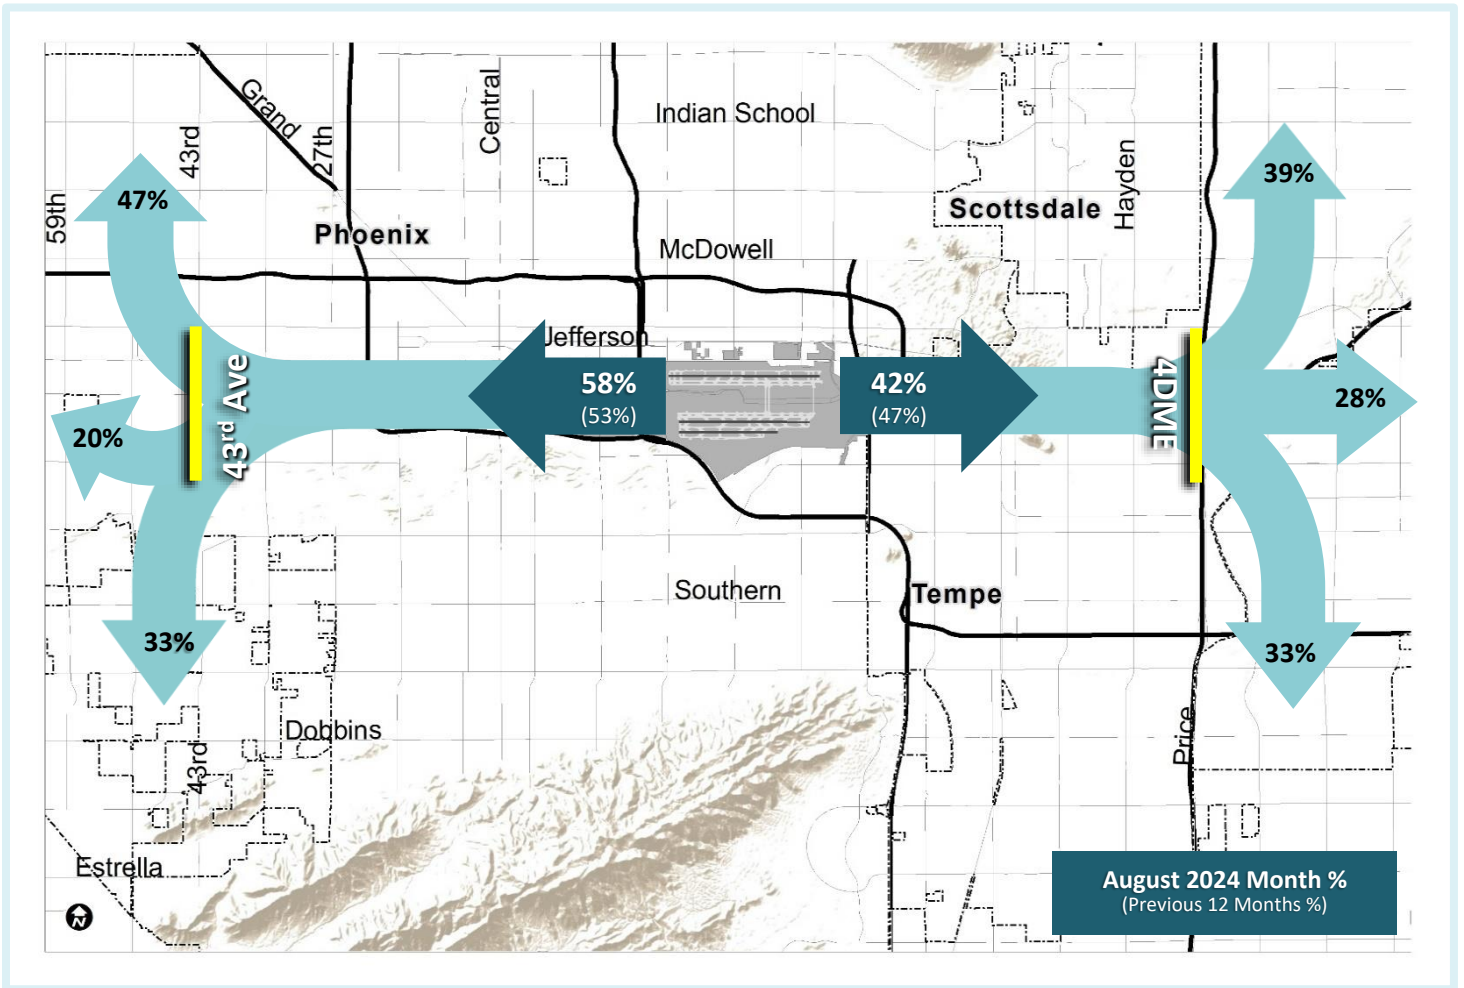 Grand
43rd
27th
Central
Indian School
Hayden
39%
47%
59th
Scottsdale
Phoenix
McDowell
Jefferson
58%
(53%)
42%
(47%)
43rd Ave
4DME
28%
20%
Southern
Tempe
33%
33%
Dobbins
43rd
Price
Estrella
N
August 2024 Month %
(Previous 12 Months %)